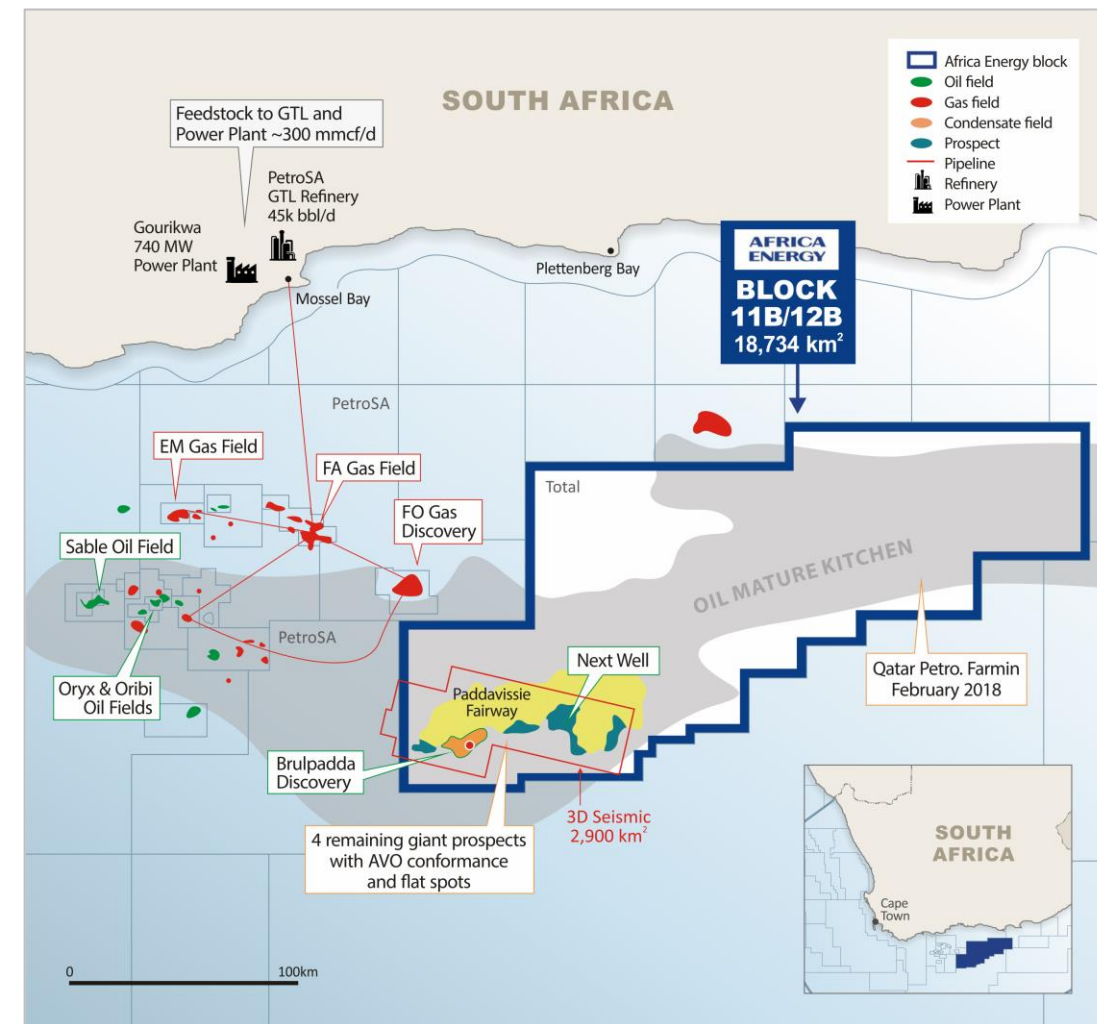 SOUTH AFRICA
Africa Energy block
Oil field
Gas field
Condensate field
Prospect
Pipeline
Refinery
Power Plant
Feedstock to GTL and
Power Plant ~300 mmcf/d
PetroSA
GTL Refinery
45k bbl/d
Gourikwa
740 MW
Power Plant
Mossel Bay
Plettenberg Bay
AFRICA
ENERGY
BLOCK
11B/12B
18,734 km²
PetroSA
EM Gas Field
FA Gas Field
Total
FO Gas
Discovery
Sable Oil Field
OIL MATURE KITCHEN
PetroSA
Next Well
Qatar Petro. Farmin
February 2018
Oryx & Oribi
Oil Fields
Paddavissie
Fairway
Brulpadda
Discovery
3D Seismic
2,900 km²
4 remaining giant prospects
with AVO conformance
and flat spots
SOUTH
AFRICA
Cape
Town
0
100km